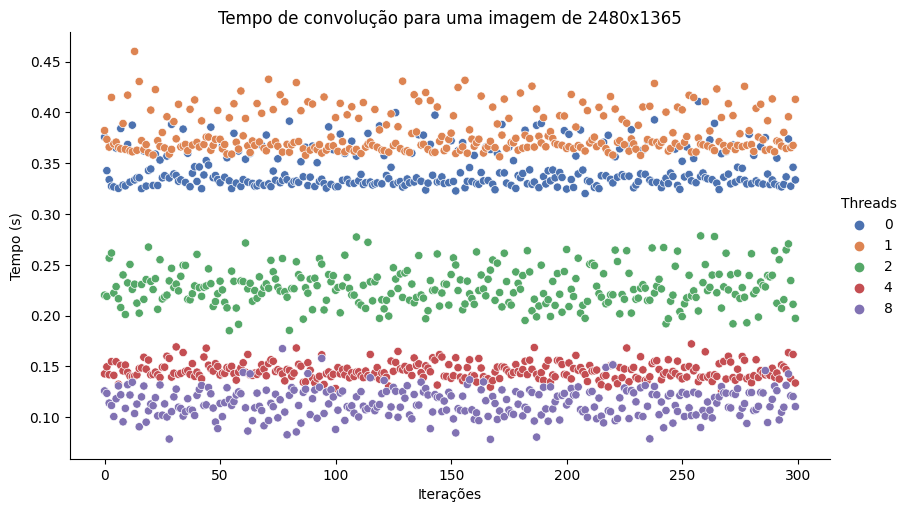 Tempo de convolução para uma imagem de 2480x1365
0.45
0.40
0.35
0.30
0.25
0.20
0.15
0.10
Tempo (s)
0 50 100 150 200 250 300
Iterações
Threads
0
1
2
4
8